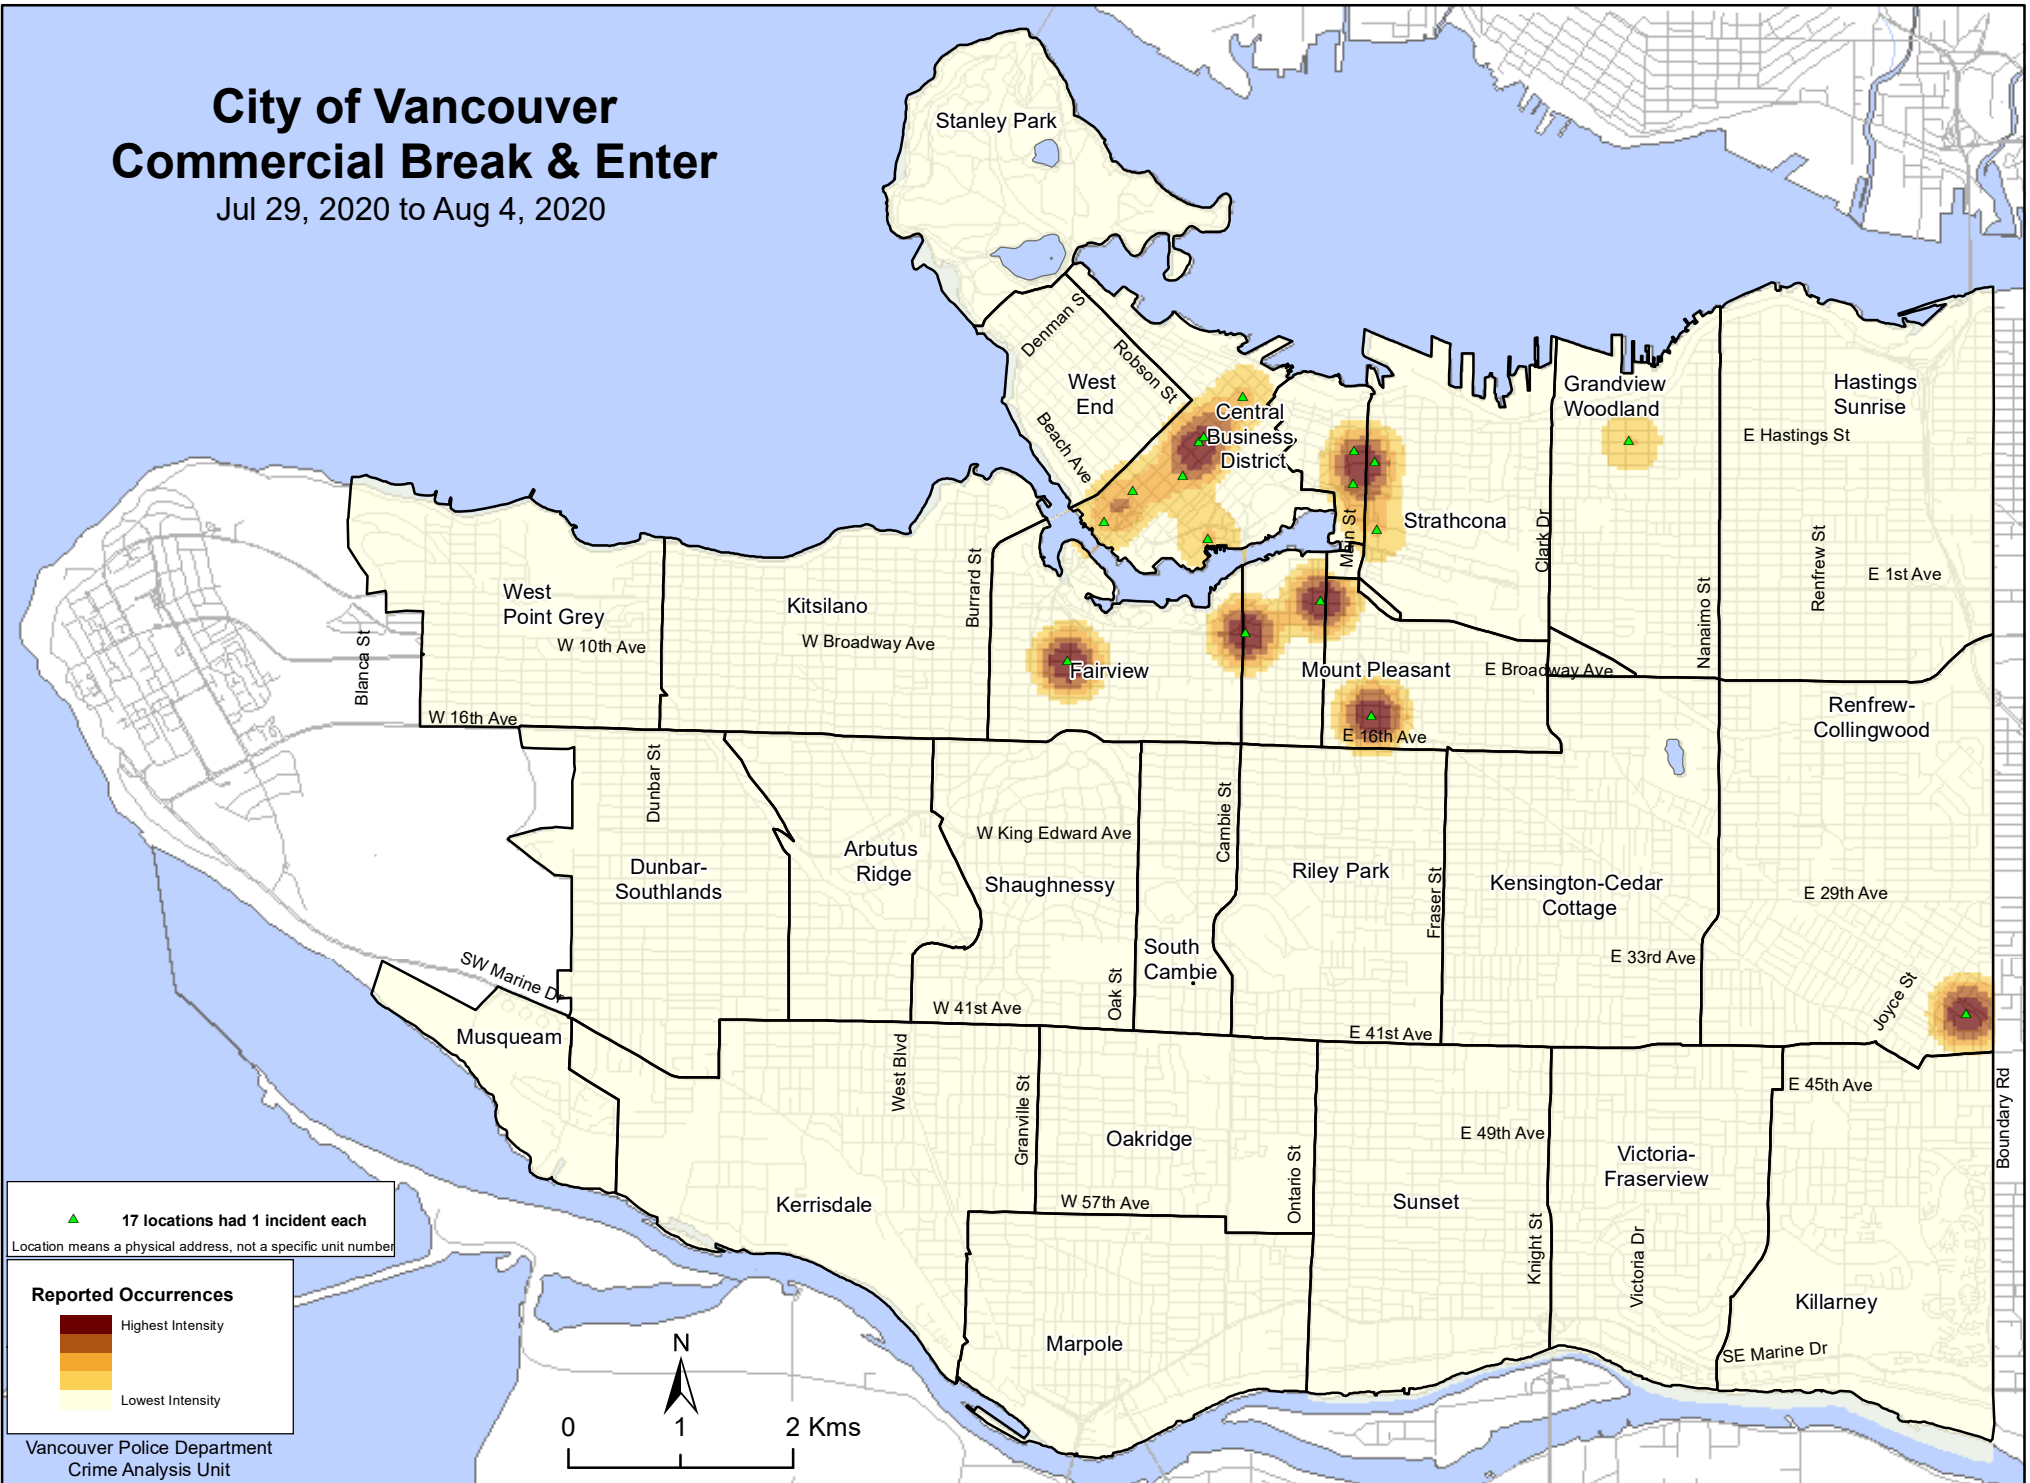 City of Vancouver
Commercial Break & Enter
Jul 29, 2020 to Aug 4, 2020
Stanley Park
Denman S
Robson St
West
End
Beach Ave
Central
Business
District
Grandview
Woodland
Hastings
Sunrise
E Hastings St
Strathcona
Main St
Clark Dr
Nanaimo St
Renfrew St
E 1st Ave
West
Point Grey
W 10th Ave
Blanca St
Kitsilano
W Broadway Ave
Burrard St
Fairview
Mount Pleasant
E Broadway Ave
W 16th Ave
E 16th Ave
Renfrew-
Collingwood
Dunbar St
Dunbar-
Southlands
Arbutus
Ridge
W King Edward Ave
Shaughnessy
Cambie St
Riley Park
Fraser St
Kensington-Cedar
Cottage
E 29th Ave
South
Cambie
E 33rd Ave
SW Marine Dr
Oak St
Joyce St
W 41st Ave
E 41st Ave
Musqueam
West Blvd
Granville St
E 45th Ave
Boundary Rd
Oakridge
E 49th Ave
Victoria-
Fraserview
Kerrisdale
W 57th Ave
Ontario St
Sunset
Knight St
Victoria Dr
Killarney
Marpole
SE Marine Dr
17 locations had 1 incident each
Location means a physical address, not a specific unit number
Reported Occurrences
Highest Intensity
Lowest Intensity
Vancouver Police Department
Crime Analysis Unit
N
0 1 2 Kms